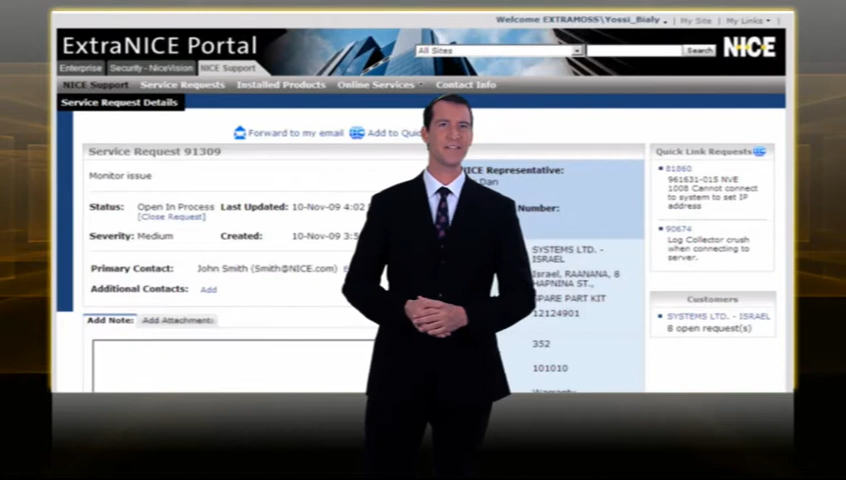 Welcome EXTRAMOSS\Yossi_Bialy | My Site | My Links
ExtraNICE Portal
All Sites
Search
NICE
Enterprise Security - NiceVision NICE Support
NICE Support Service Requests Installed Products Online Services Contact Info
Service Request Details
Forward to my email Add to
Service Request 91309
Monitor issue
Status: Open In Process Last Updated: 10-Nov-09 4:02
[Close Request]
Severity: Medium Created: 10-Nov-09
Primary Contact: John Smith (Smith@NICE.com)
Additional Contacts: Add
Add Note: Add Attachment:
NICE Representative:
Dan
Number:
SYSTEMS LTD. -
ISRAEL
Israel, RAANANA, 8
HAPNINA ST.,
SPARE PART KIT
12124901
352
101010
Warranty
Quick Link Requests
81860
961631-015 NVE
1008 Cannot connect
to system to set IP
address
90674
Log Collector crush
when connecting to
server.
Customers
SYSTEMS LTD. - ISRAEL
8 open request(s)